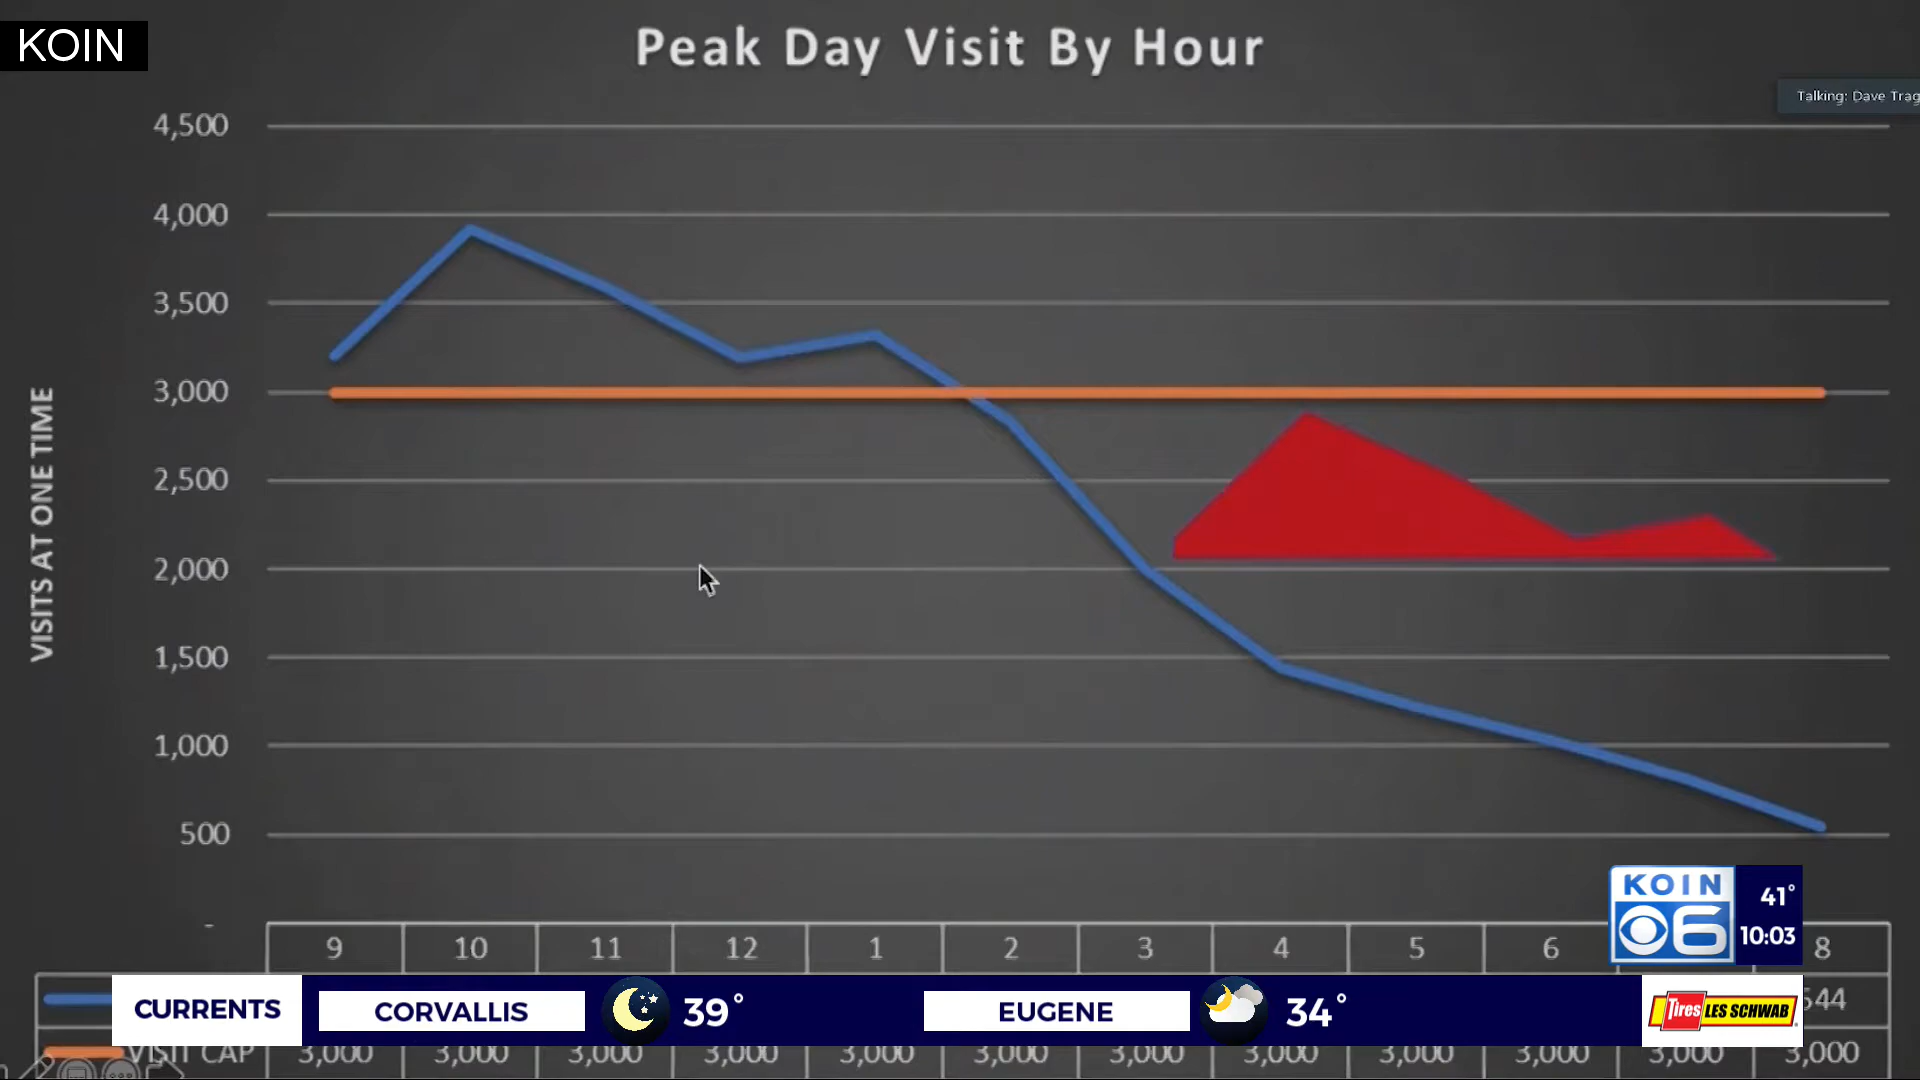 KOIN
Peak Day Visit By Hour
Talking: Dave Trag
4,500
4,000
3,500
3,000
2,500
2,000
1,500
1,000
500
-
VISITS AT ONE TIME
9 10 11 12 1 2 3 4 5 6 8
KOIN 6
41°
10:03
CURRENTS CORVALLIS 39° EUGENE 34° Tires LES SCHWAB
544
VISIT CAP 3,000 3,000 3,000 3,000 3,000 3,000 3,000 3,000 3,000 3,000 3,000 3,000